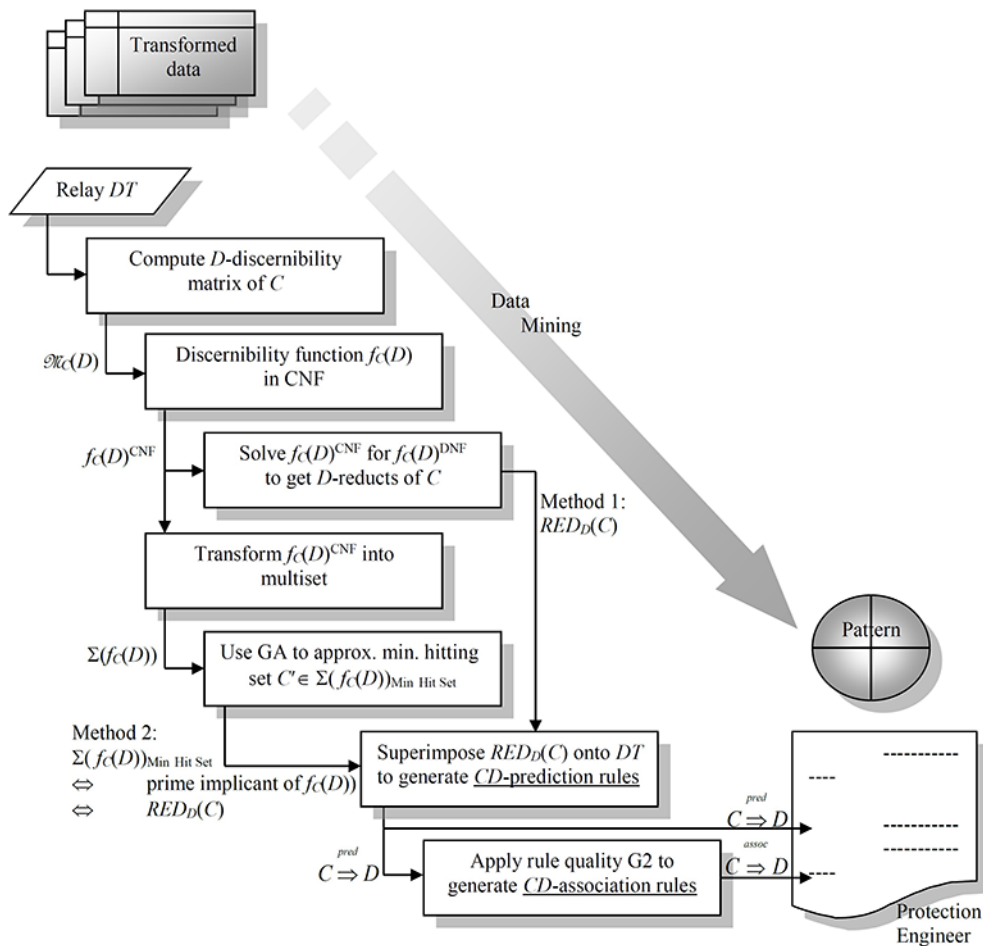 Transformed
data
Relay DT
Compute D-discernibility
matrix of C
Data
Mining
ℳC(D)
Discernibility function fC(D)
in CNF
fC(D)CNF
Solve fC(D)CNF for fC(D)DNF
to get D-reducts of C
Method 1:
REDD(C)
Transform fC(D)CNF into
multiset
Σ(fC(D))
Use GA to approx. min. hitting
set C' ∈ Σ(fC(D))Min Hit Set
Pattern
Method 2:
Σ(fC(D))Min Hit Set
⇔ prime implicant of fC(D))
⇔ REDD(C)
Superimpose REDD(C) onto DT
to generate CD-prediction rules
pred
C ⇒ D
pred
C ⇒ D
Apply rule quality G2 to
generate CD-association rules
assoc
C ⇒ D
Protection
Engineer